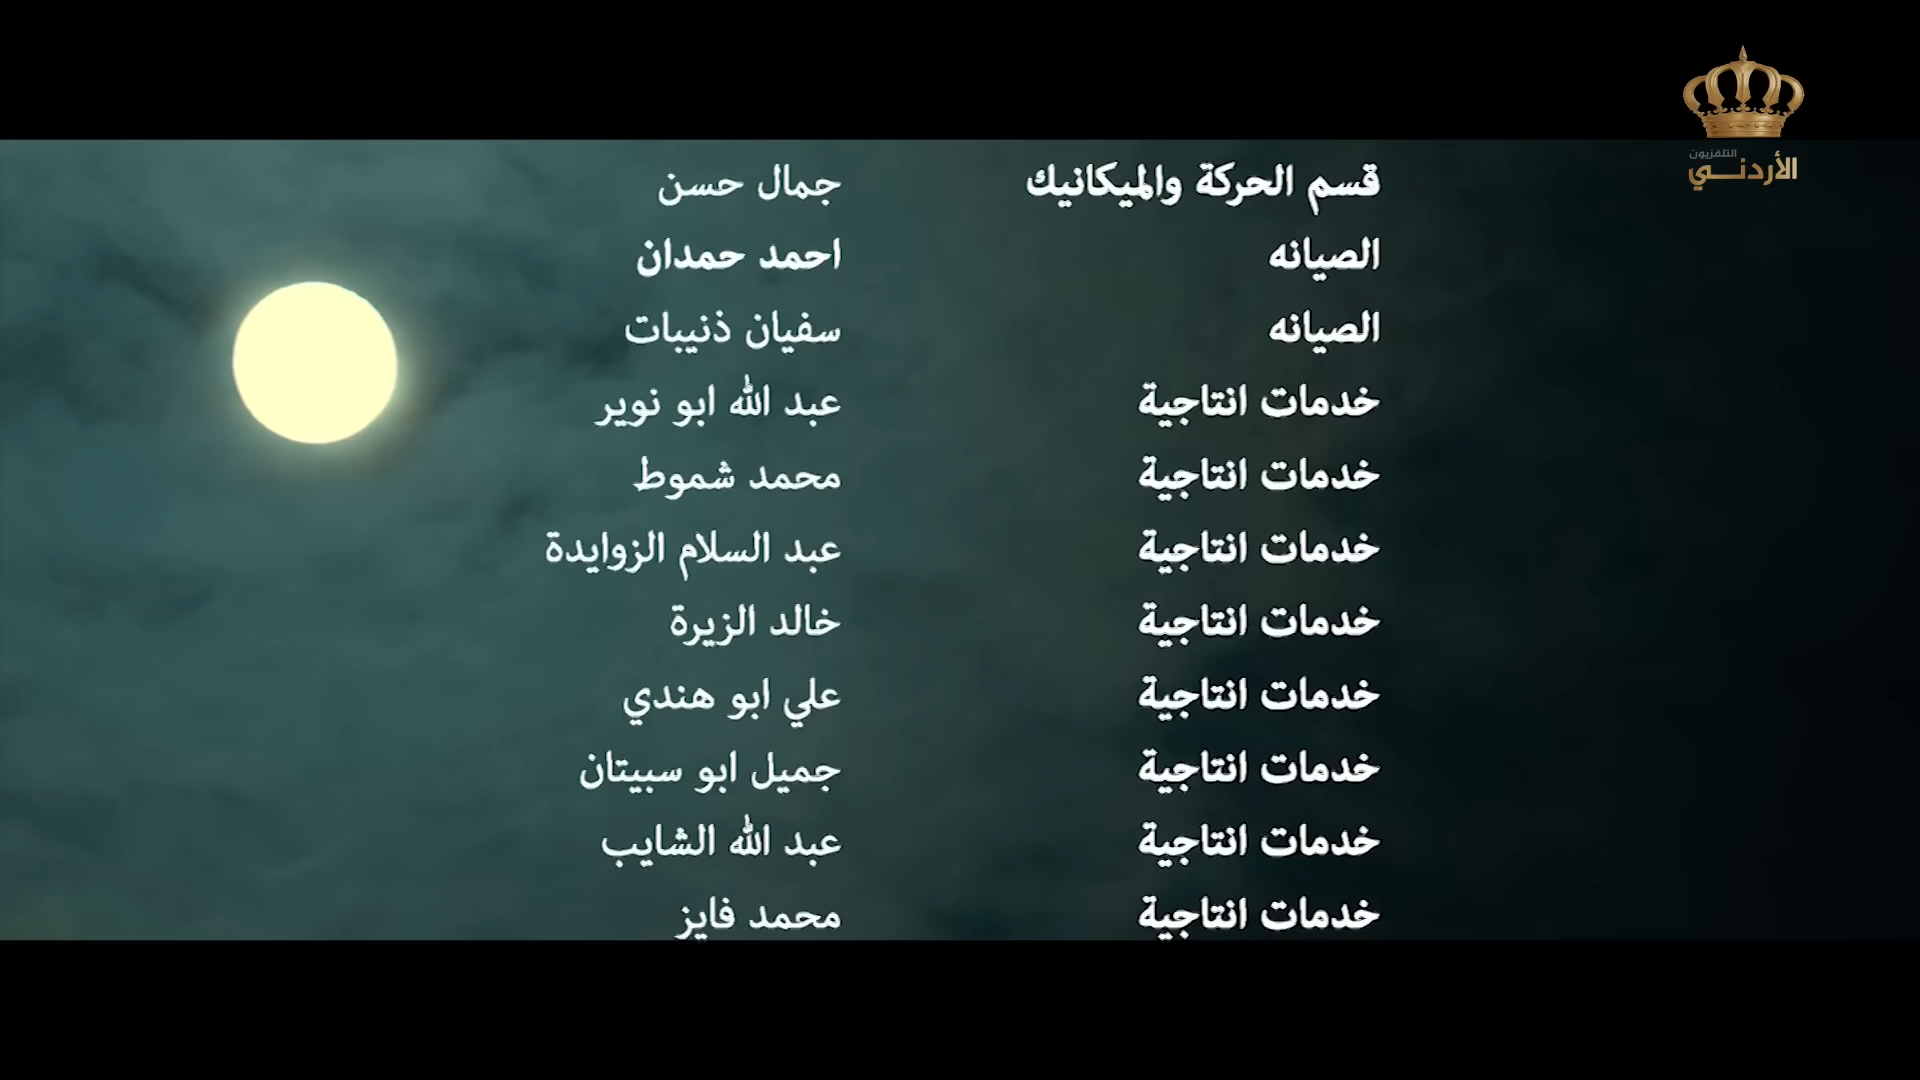 التلفزيون
الأردني
قسم الحركة والميكانيك جمال حسن
الصيانه احمد حمدان
الصيانه سفيان ذنيبات
خدمات انتاجية عبد الله ابو نوير
خدمات انتاجية محمد شموط
خدمات انتاجية عبد السلام الزوايدة
خدمات انتاجية خالد الزيرة
خدمات انتاجية علي ابو هندي
خدمات انتاجية جميل ابو سبيتان
خدمات انتاجية عبد الله الشايب
خدمات انتاجية محمد فايز